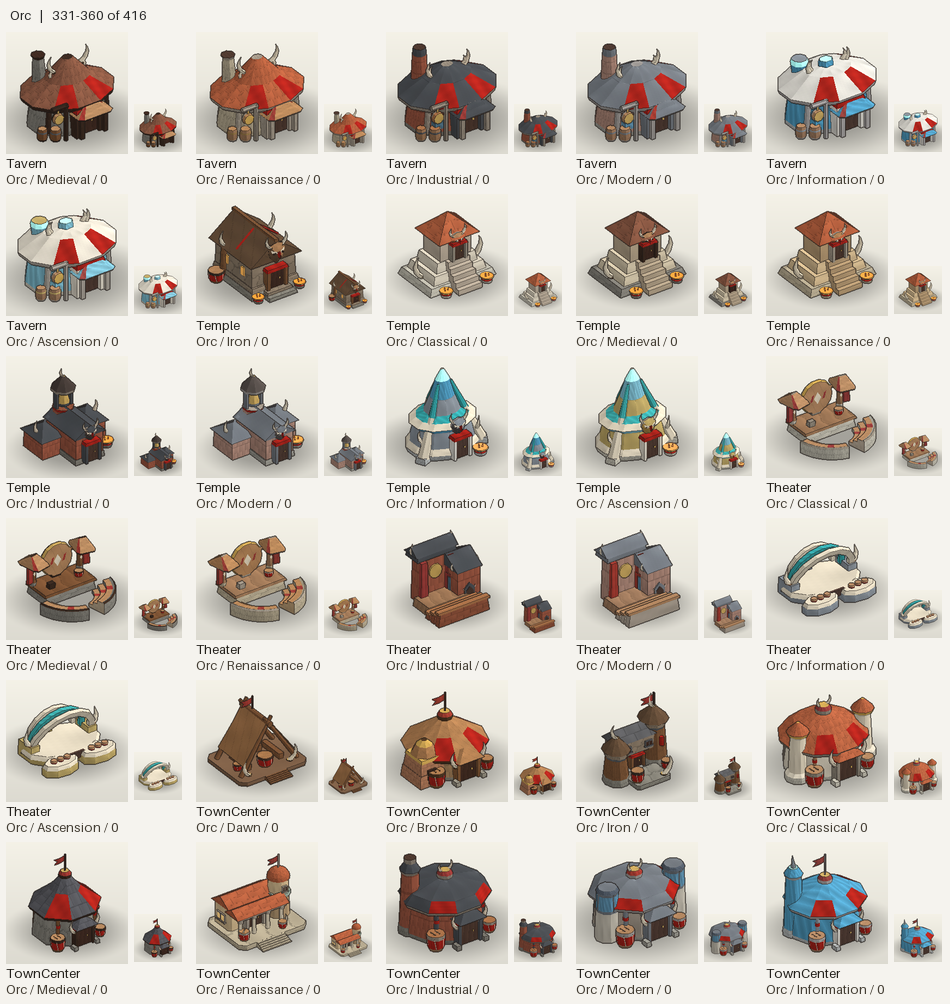 Orc | 331-360 of 416
Tavern
Orc / Medieval / 0
Tavern
Orc / Renaissance / 0
Tavern
Orc / Industrial / 0
Tavern
Orc / Modern / 0
Tavern
Orc / Information / 0
Tavern
Orc / Ascension / 0
Temple
Orc / Iron / 0
Temple
Orc / Classical / 0
Temple
Orc / Medieval / 0
Temple
Orc / Renaissance / 0
Temple
Orc / Industrial / 0
Temple
Orc / Modern / 0
Temple
Orc / Information / 0
Temple
Orc / Ascension / 0
Theater
Orc / Classical / 0
Theater
Orc / Medieval / 0
Theater
Orc / Renaissance / 0
Theater
Orc / Industrial / 0
Theater
Orc / Modern / 0
Theater
Orc / Information / 0
Theater
Orc / Ascension / 0
TownCenter
Orc / Dawn / 0
TownCenter
Orc / Bronze / 0
TownCenter
Orc / Iron / 0
TownCenter
Orc / Classical / 0
TownCenter
Orc / Medieval / 0
TownCenter
Orc / Renaissance / 0
TownCenter
Orc / Industrial / 0
TownCenter
Orc / Modern / 0
TownCenter
Orc / Information / 0